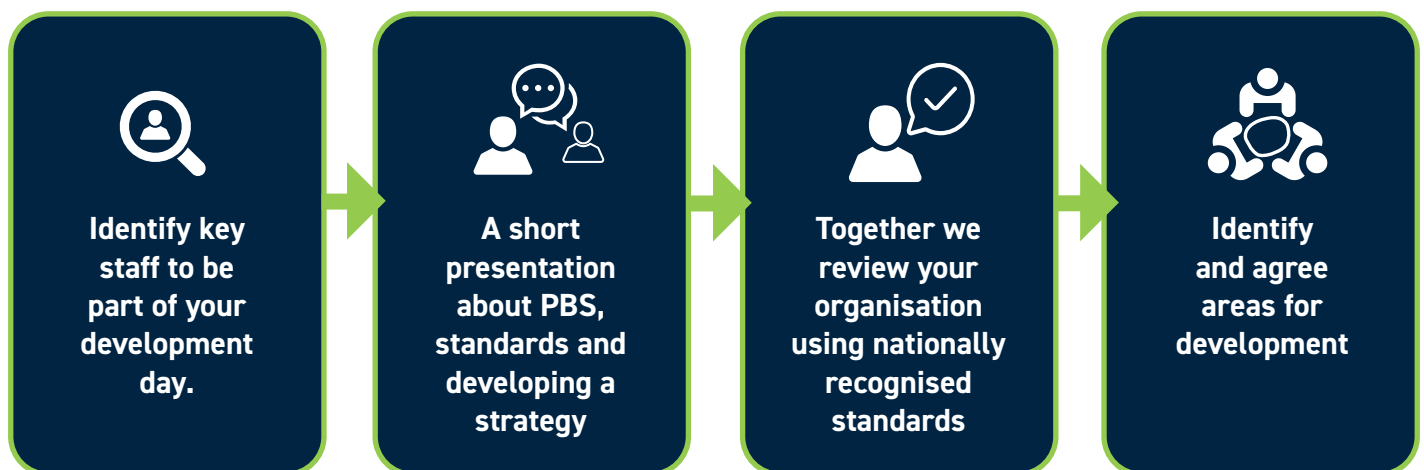 Identify key
staff to be
part of your
development
day.
A short
presentation
about PBS,
standards and
developing a
strategy
Together we
review your
organisation
using nationally
recognised
standards
Identify
and agree
areas for
development